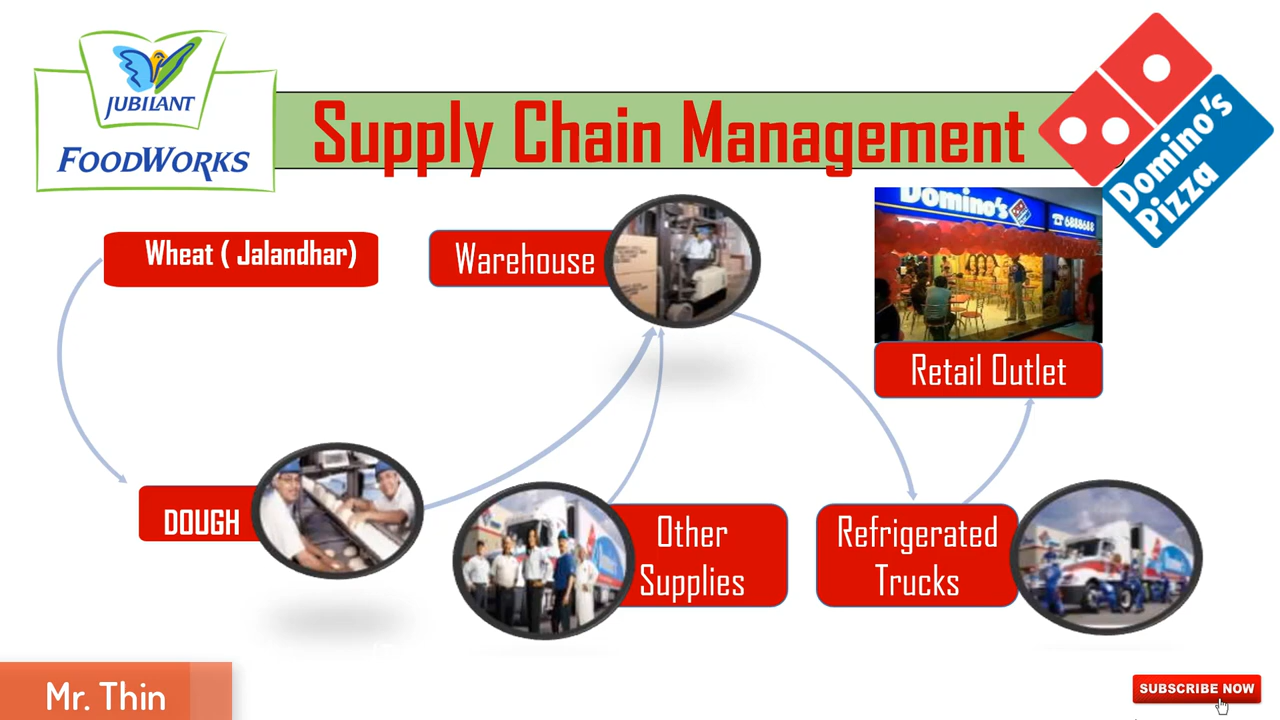 JUBILANT
FOODWORKS
Supply Chain Management
Domino's
Pizza
Wheat ( Jalandhar)
Warehouse
Domino's
Retail Outlet
DOUGH
Other
Supplies
Refrigerated
Trucks
Mr. Thin
SUBSCRIBE NOW